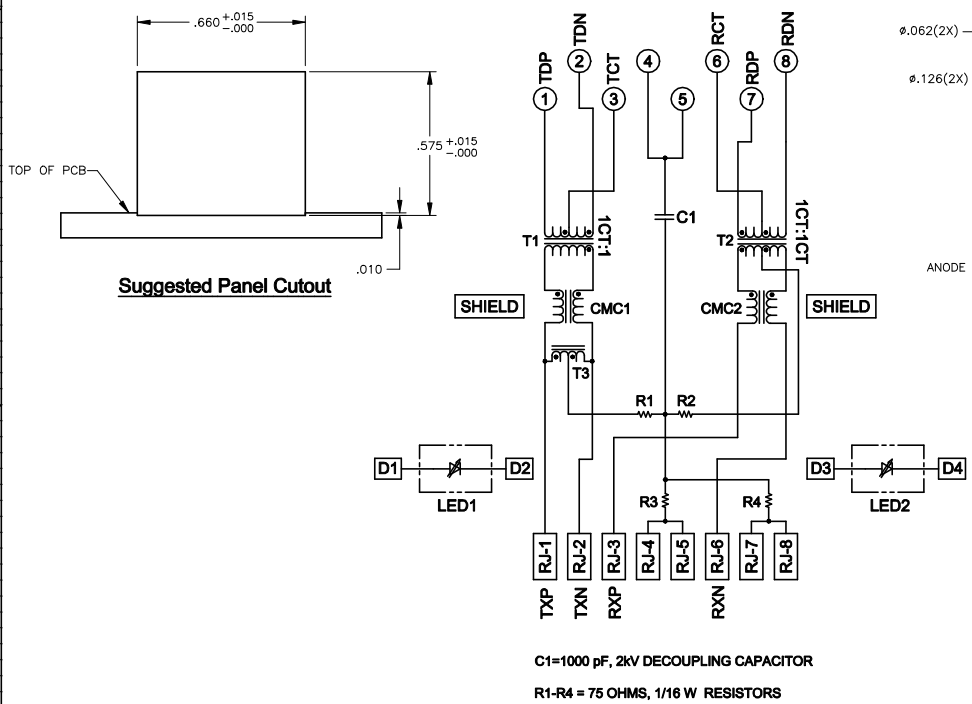 .660 +.015 -.000
.575 +.015 -.000
TOP OF PCB
.010
Suggested Panel Cutout
TDP
TDN
TCT
RCT
RDP
RDN
1
2
3
4
5
6
7
8
ø.062(2X)
ø.126(2X)
ANODE
C1
T1
1CT:1
T2
1CT:1CT
SHIELD
CMC1
CMC2
SHIELD
T3
R1
R2
D1
D2
LED1
D3
D4
LED2
R3
R4
RJ-1
RJ-2
RJ-3
RJ-4
RJ-5
RJ-6
RJ-7
RJ-8
TXP
TXN
RXP
RXN
C1=1000 pF, 2kV DECOUPLING CAPACITOR
R1-R4 = 75 OHMS, 1/16 W RESISTORS